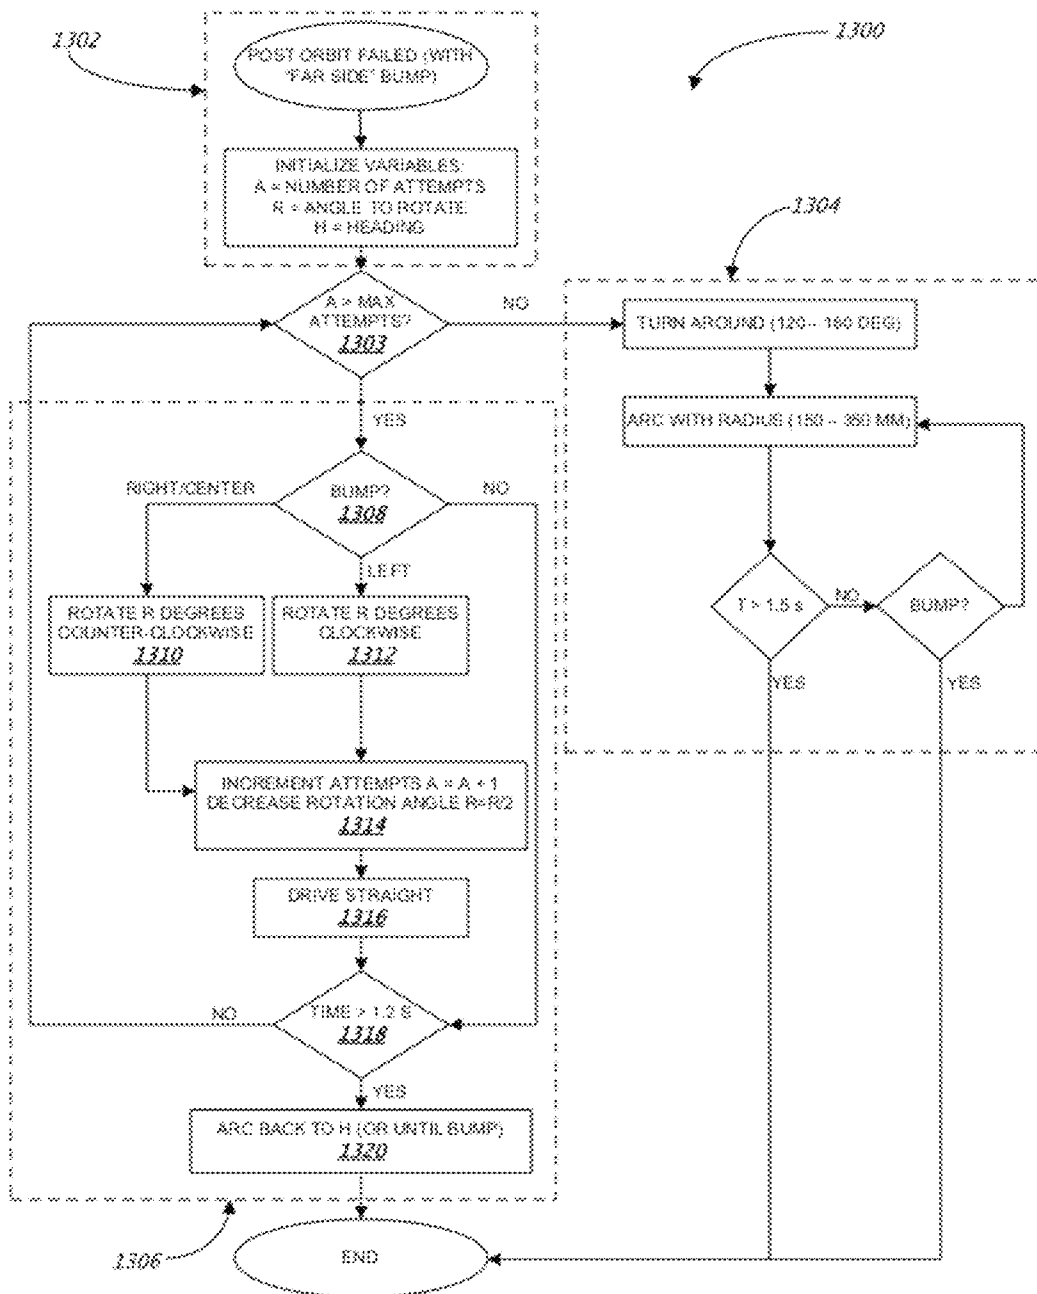 1302
1300
POST ORBIT FAILED (WITH
"FAR SIDE" BUMP)
INITIALIZE VARIABLES:
A = NUMBER OF ATTEMPTS
R = ANGLE TO ROTATE
H = HEADING
1304
A > MAX
ATTEMPTS?
1303
NO
TURN AROUND (120 -- 180 DEG)
YES
ARC WITH RADIUS (150 -- 350 MM)
BUMP?
1308
RIGHT/CENTER
NO
LEFT
ROTATE R DEGREES
COUNTER-CLOCKWISE
1310
ROTATE R DEGREES
CLOCKWISE
1312
T > 1.5 s
NO
BUMP?
YES
YES
INCREMENT ATTEMPTS A = A + 1
DECREASE ROTATION ANGLE R=R/2
1314
DRIVE STRAIGHT
1316
TIME > 1.2 S
1318
NO
YES
ARC BACK TO H (OR UNTIL BUMP)
1320
1306
END